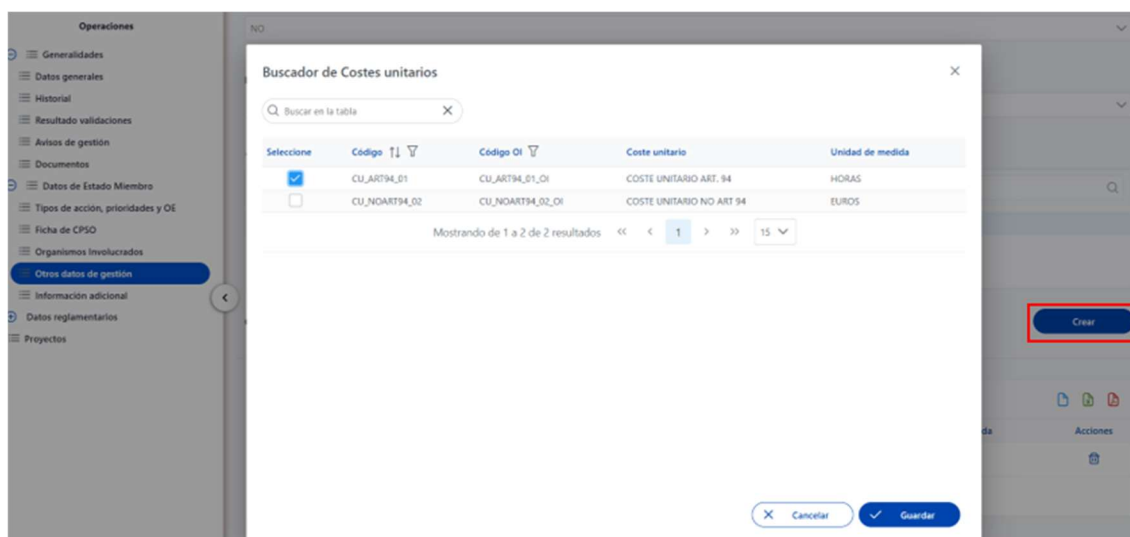 Operaciones
Generalidades
Datos generales
Historial
Resultado validaciones
Avisos de gestión
Documentos
Datos de Estado Miembro
Tipos de acción, prioridades y OE
Ficha de CPSO
Organismos Involucrados
Otros datos de gestión
Información adicional
Datos reglamentarios
Proyectos
NO
Buscador de Costes unitarios
Buscar en la tabla
Seleccione Código Código OI Coste unitario Unidad de medida
CU_ART94_01 CU_ART94_01_OI COSTE UNITARIO ART. 94 HORAS
CU_NOART94_02 CU_NOART94_02_OI COSTE UNITARIO NO ART 94 EUROS
Mostrando de 1 a 2 de 2 resultados << < 1 > >> 15
Crear
da Acciones
Cancelar Guardar